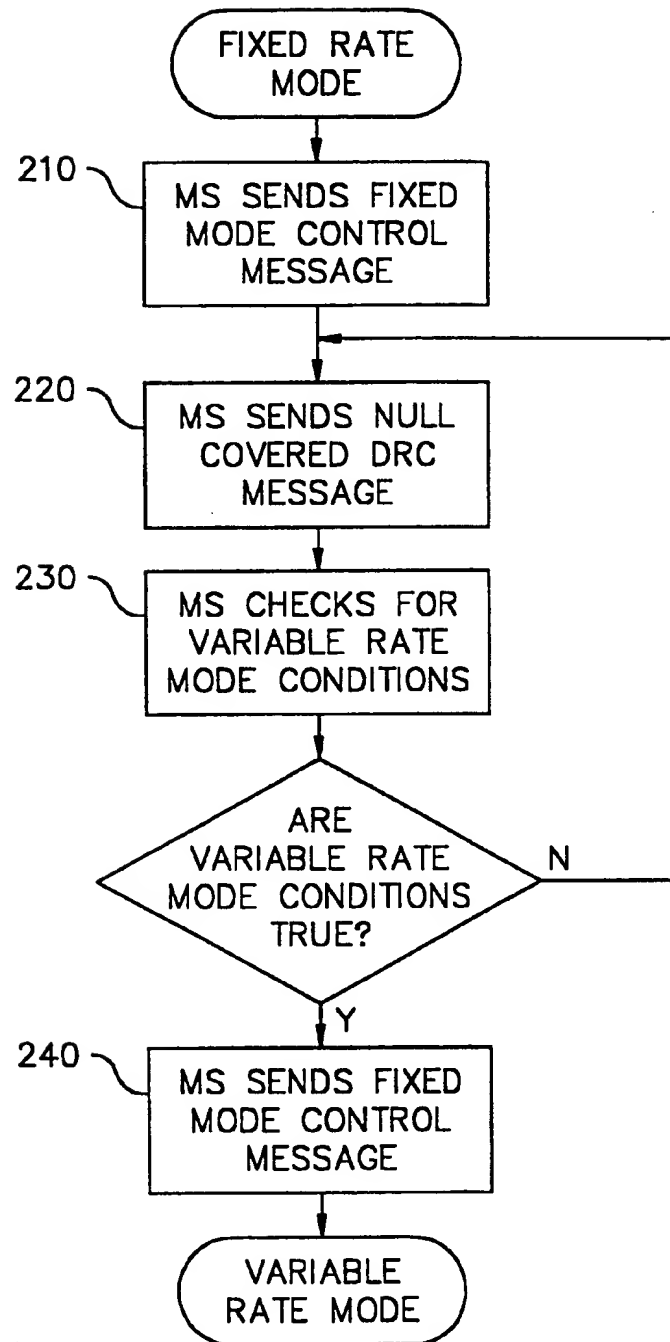 FIXED RATE
MODE
210
MS SENDS FIXED
MODE CONTROL
MESSAGE
220
MS SENDS NULL
COVERED DRC
MESSAGE
230
MS CHECKS FOR
VARIABLE RATE
MODE CONDITIONS
ARE
VARIABLE RATE
MODE CONDITIONS
TRUE?
N
Y
240
MS SENDS FIXED
MODE CONTROL
MESSAGE
VARIABLE
RATE MODE